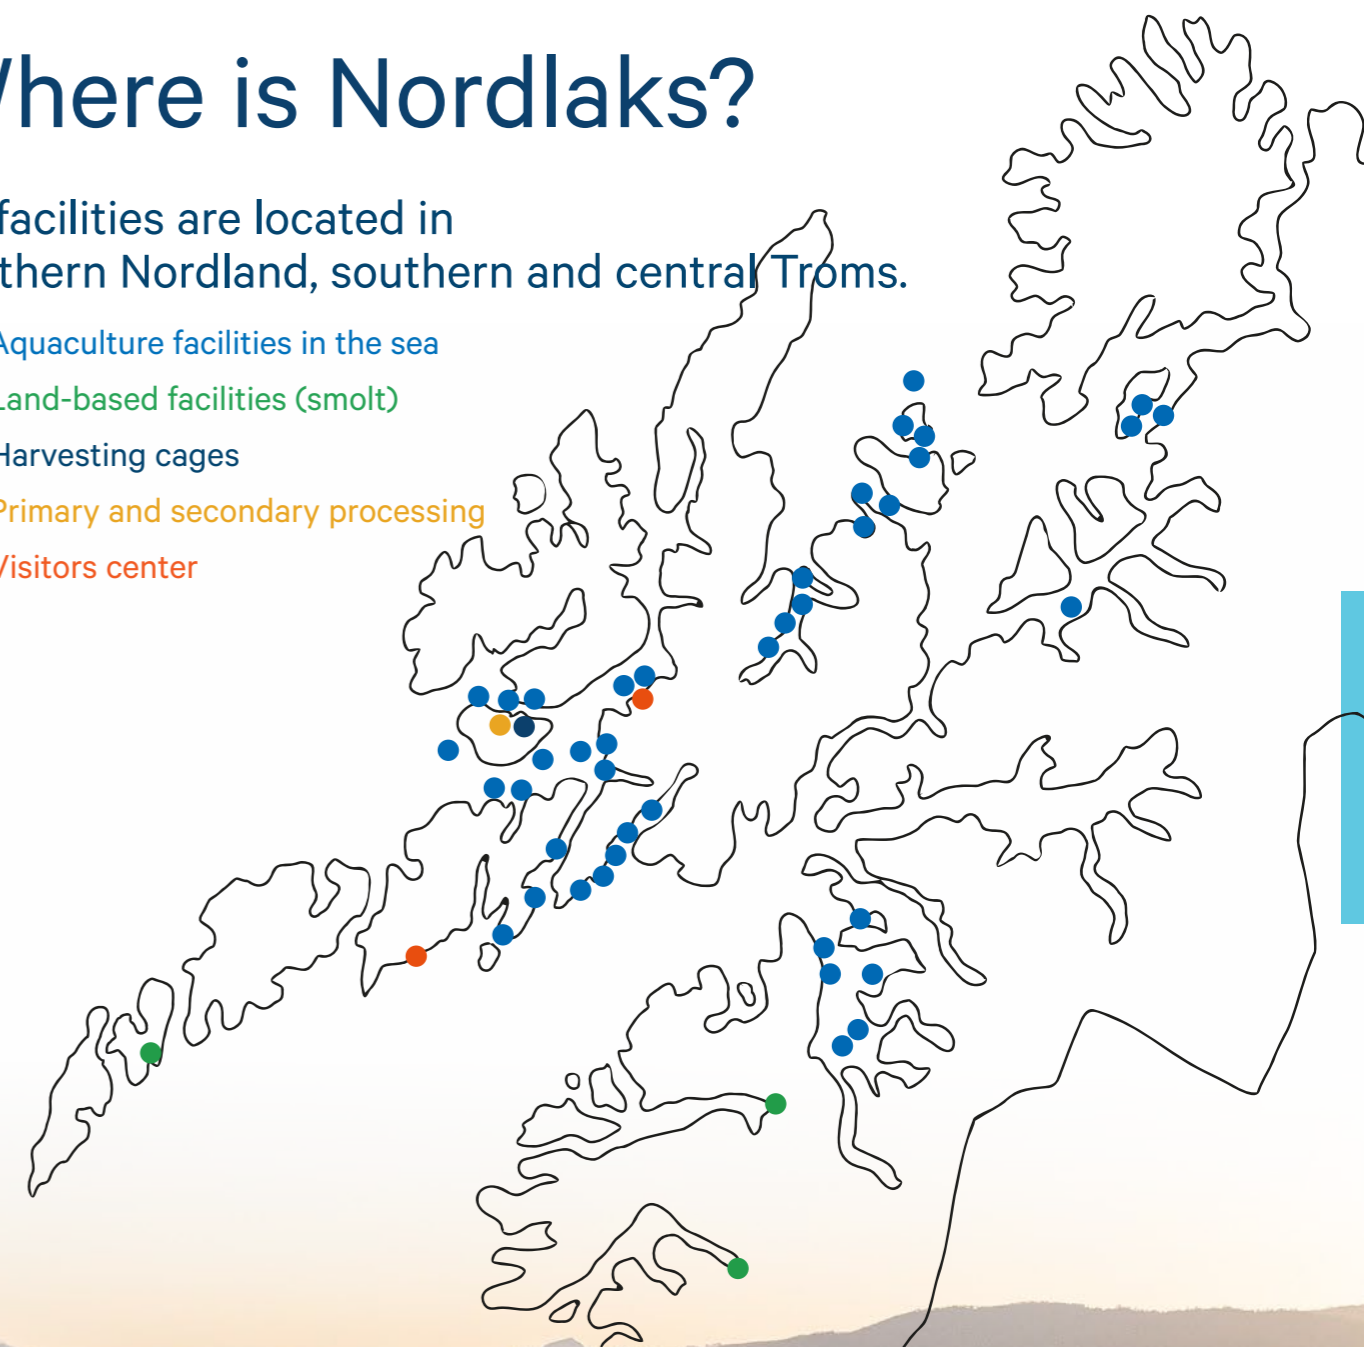 here is Nordlaks?
facilities are located in
thern Nordland, southern and central Troms.
Aquaculture facilities in the sea
Land-based facilities (smolt)
Harvesting cages
Primary and secondary processing
Visitors center